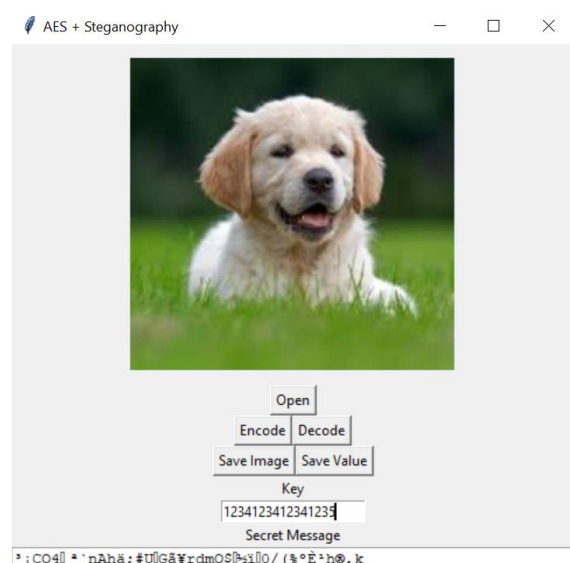 AES + Steganography
Open
Encode Decode
Save Image Save Value
Key
1234123412341235
Secret Message